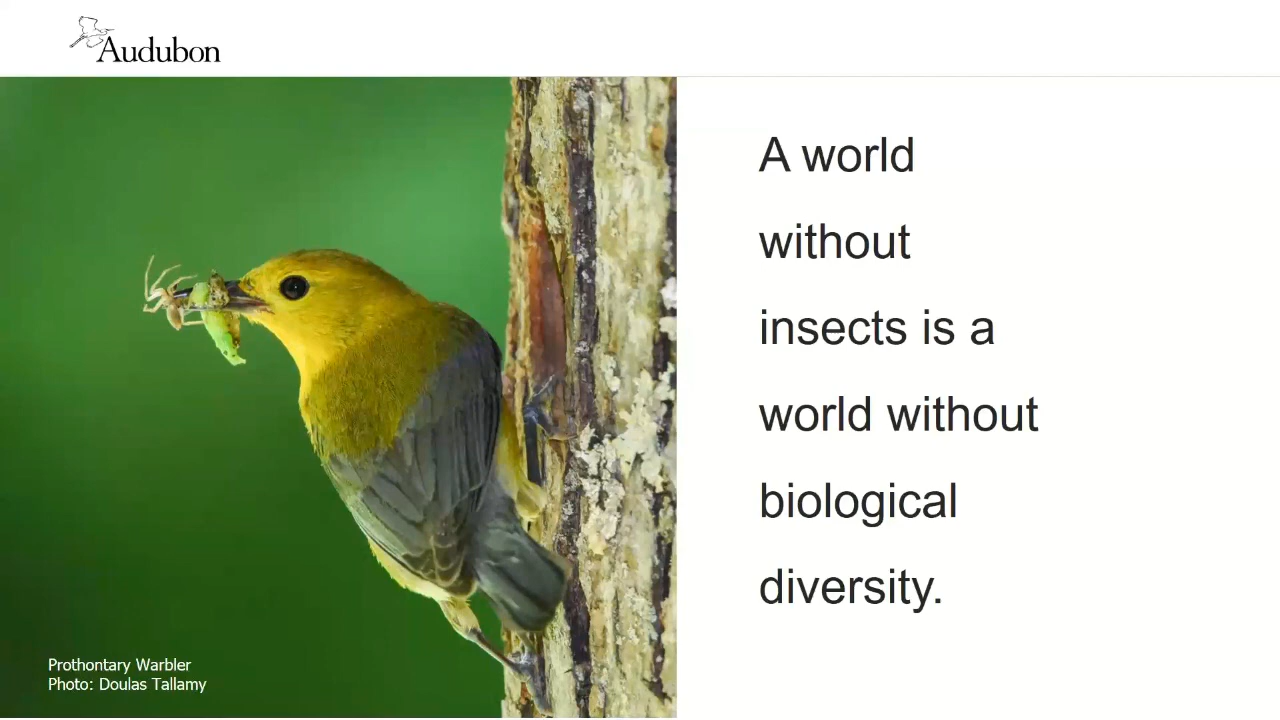 Audubon
A world
without
insects is a
world without
biological
diversity.
Prothontary Warbler
Photo: Doulas Tallamy